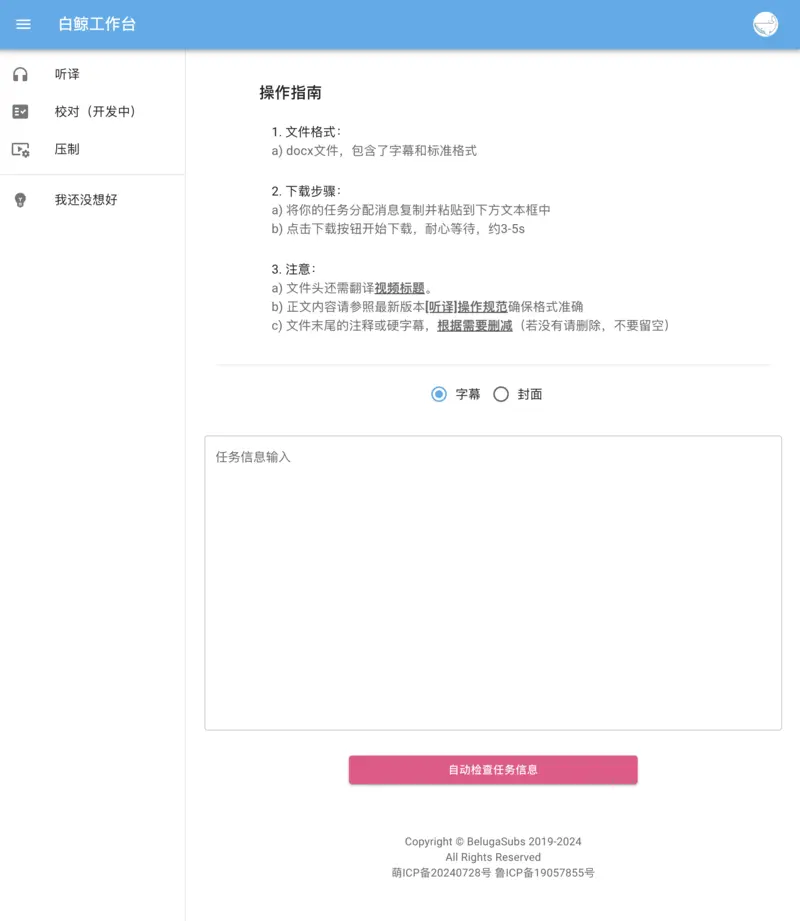 白鲸工作台
听译
校对（开发中）
压制
我还没想好
操作指南
1. 文件格式：
a) docx文件，包含了字幕和标准格式
2. 下载步骤：
a) 将你的任务分配消息复制并粘贴到下方文本框中
b) 点击下载按钮开始下载，耐心等待，约3-5s
3. 注意：
a) 文件头还需翻译视频标题。
b) 正文内容请参照最新版本[听译]操作规范确保格式准确
c) 文件末尾的注释或硬字幕，根据需要删减（若没有请删除，不要留空）
字幕 封面
任务信息输入
自动检查任务信息
Copyright © BelugaSubs 2019-2024
All Rights Reserved
萌ICP备20240728号 鲁ICP备19057855号